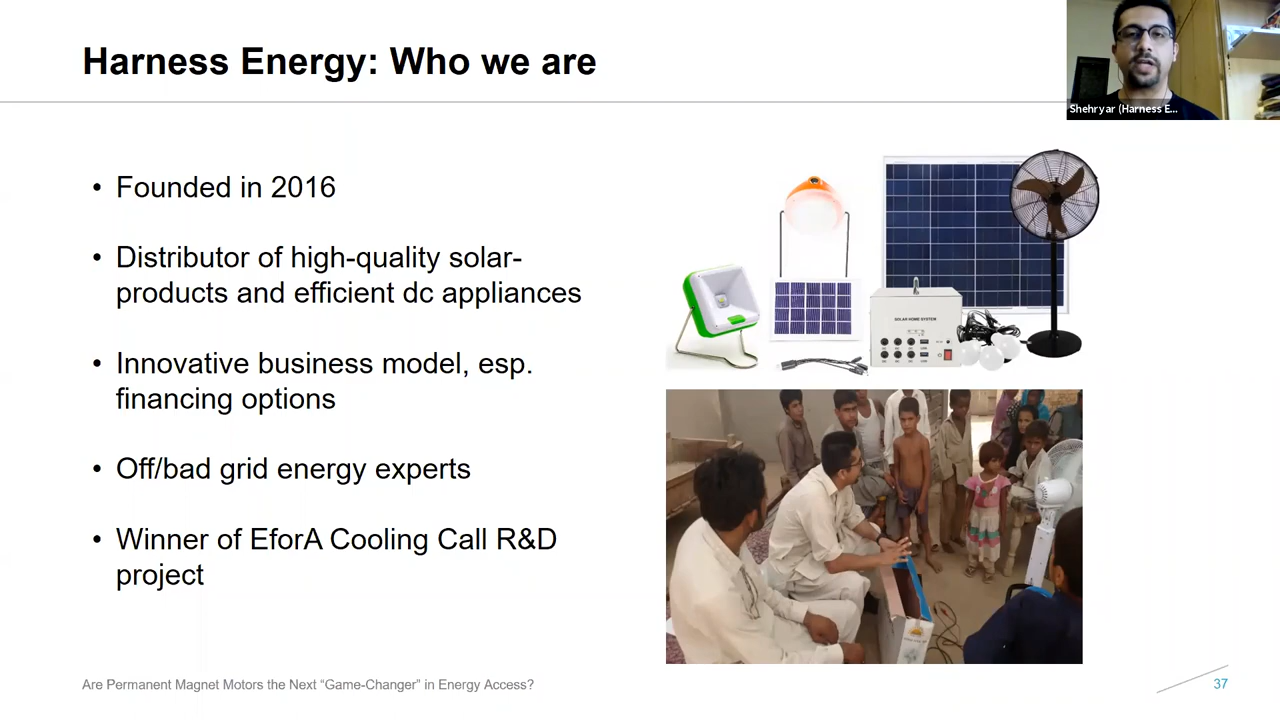 Harness Energy: Who we are
Shehryar (Harness E...
• Founded in 2016
• Distributor of high-quality solar-
products and efficient dc appliances
• Innovative business model, esp.
financing options
• Off/bad grid energy experts
• Winner of EforA Cooling Call R&D
project
SOLAR HOME SYSTEM
Are Permanent Magnet Motors the Next “Game-Changer” in Energy Access?
37